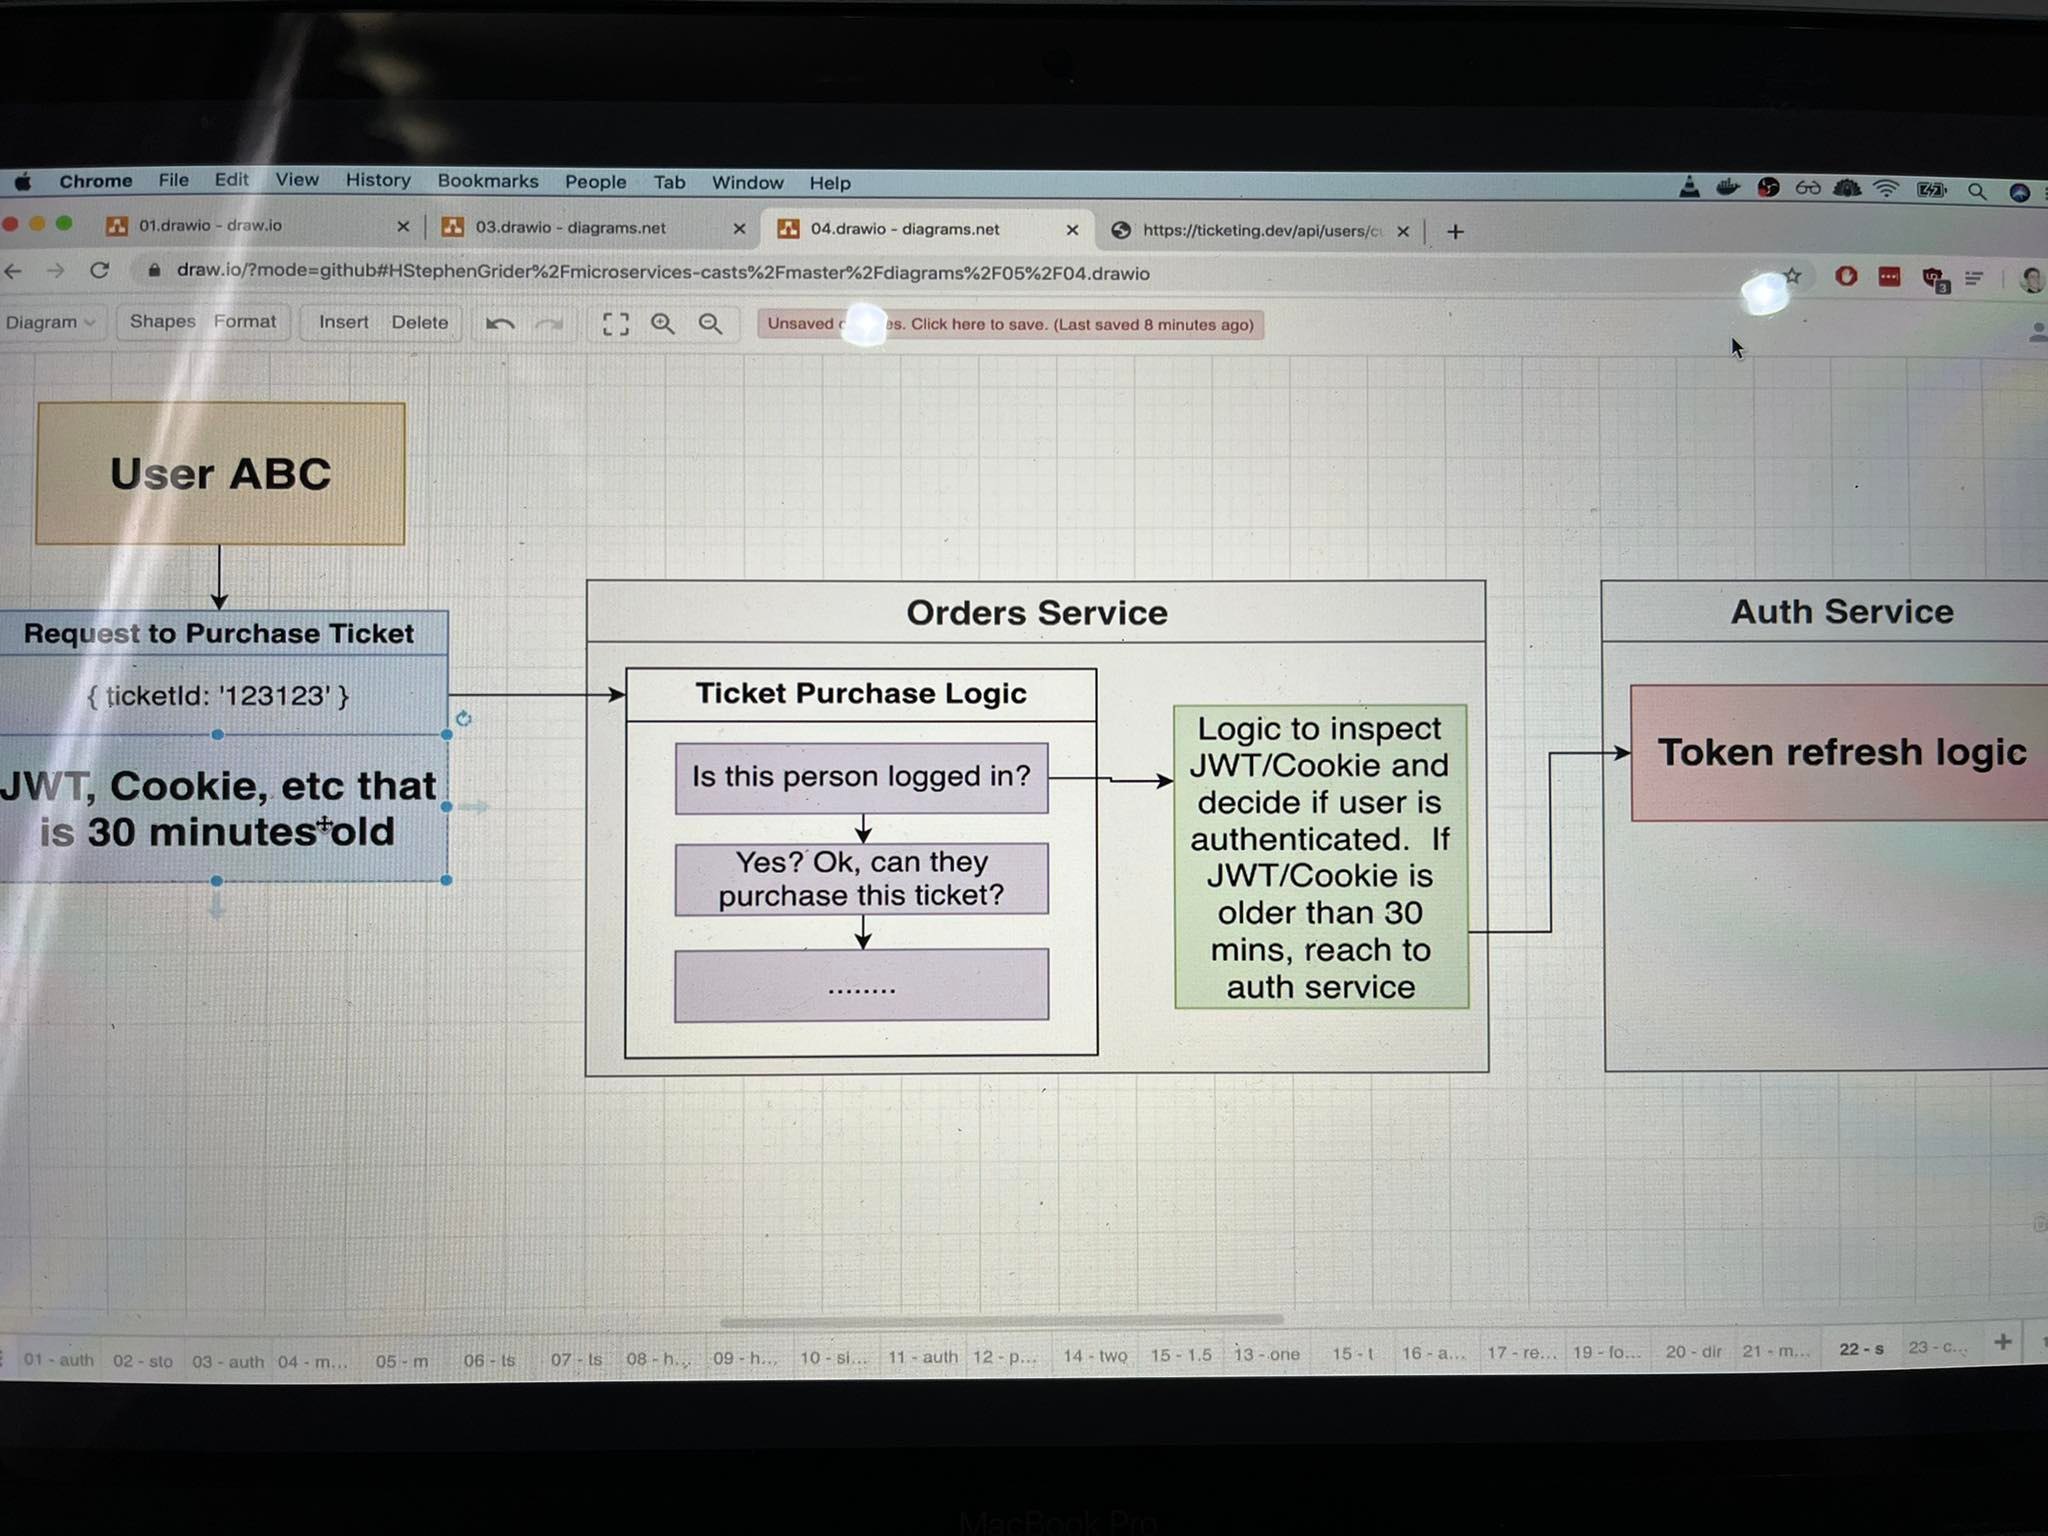 Chrome File Edit View History Bookmarks People Tab Window Help
01.drawio - draw.io
03.drawio - diagrams.net
04.drawio - diagrams.net
https://ticketing.dev/api/users/c
draw.io/?mode=github#HStephenGrider%2Fmicroservices-casts%2Fmaster%2Fdiagrams%2F05%2F04.drawio
3
Diagram Shapes Format Insert Delete
Unsaved es. Click here to save. (Last saved 8 minutes ago)
User ABC
Request to Purchase Ticket
{ ticketId: '123123' }
JWT, Cookie, etc that
is 30 minutes old
Orders Service
Ticket Purchase Logic
Is this person logged in?
Yes? Ok, can they
purchase this ticket?
........
Logic to inspect
JWT/Cookie and
decide if user is
authenticated. If
JWT/Cookie is
older than 30
mins, reach to
auth service
Auth Service
Token refresh logic
01 - auth 02 - sto 03 - auth 04 - m... 05 - m 06 - ts 07 - ts 08 - h... 09 - h... 10 - si... 11 - auth 12 - p... 14 - two 15 - 1.5 13 - one 15 - t 16 - a... 17 - re... 19 - fo... 20 - dir 21 - m... 22 - s 23 - c...
MacBook Pro